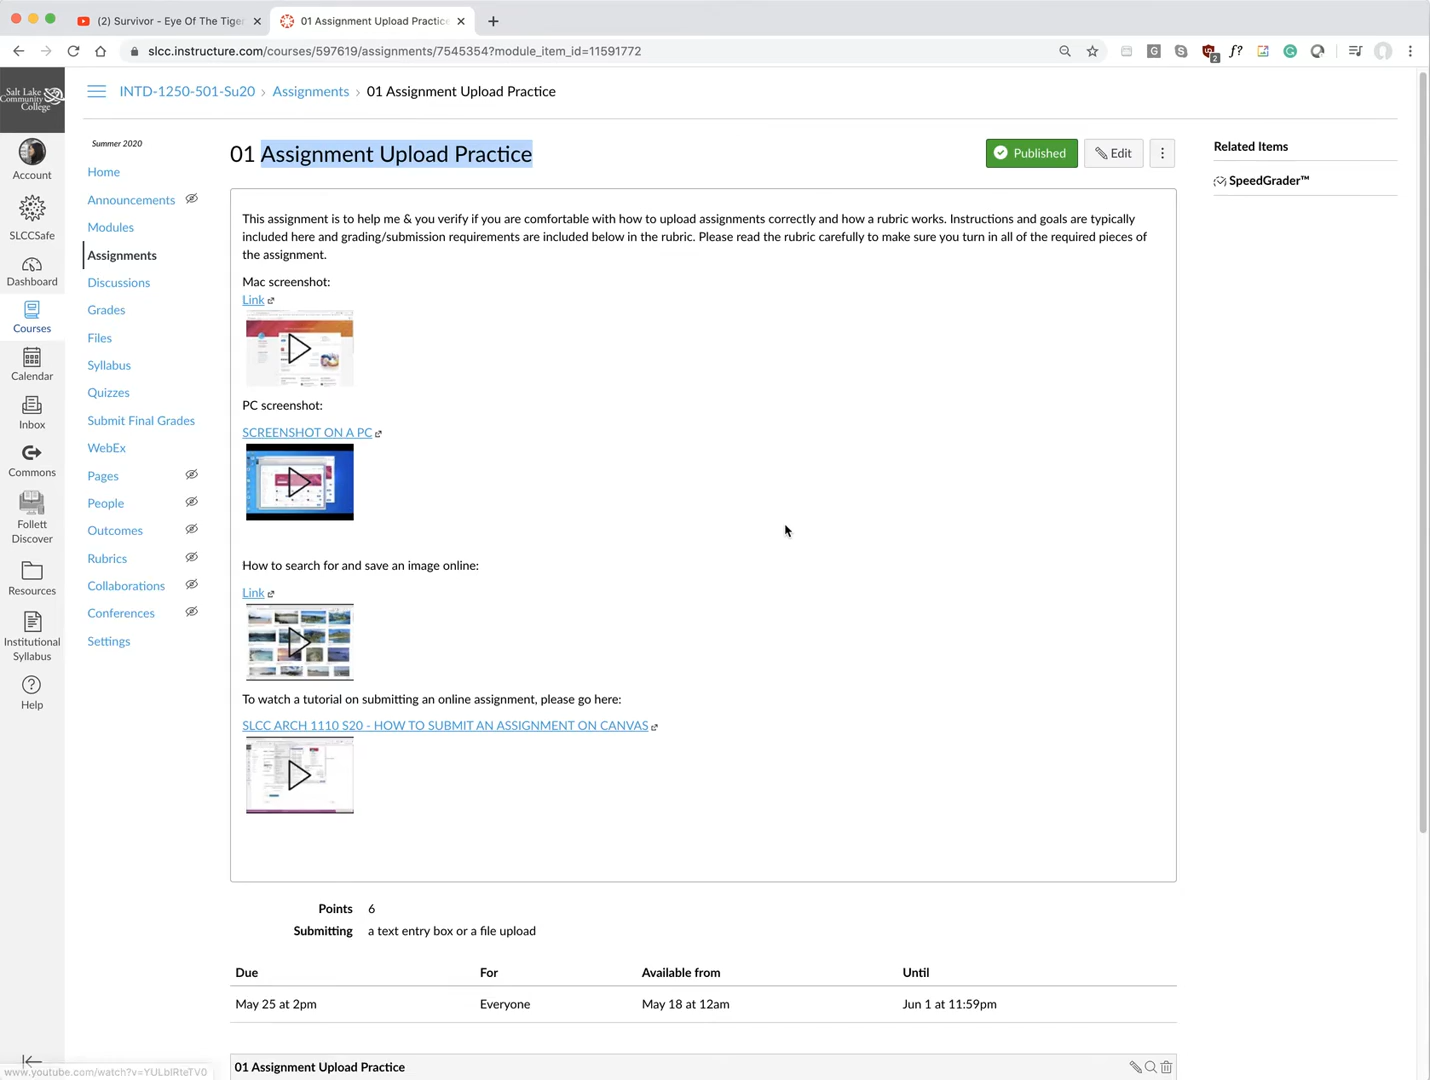 (2) Survivor - Eye Of The Tige
01 Assignment Upload Practice
slcc.instructure.com/courses/597619/assignments/7545354?module_item_id=11591772
G
S
2
f?
Salt Lake
Community
College
INTD-1250-501-Su20 › Assignments › 01 Assignment Upload Practice
Account
SLCCSafe
Dashboard
Courses
Calendar
Inbox
Commons
Follett
Discover
Resources
Institutional
Syllabus
Help
Summer 2020
Home
Announcements
Modules
Assignments
Discussions
Grades
Files
Syllabus
Quizzes
Submit Final Grades
WebEx
Pages
People
Outcomes
Rubrics
Collaborations
Conferences
Settings
01 Assignment Upload Practice
Published
Edit
This assignment is to help me & you verify if you are comfortable with how to upload assignments correctly and how a rubric works. Instructions and goals are typically
included here and grading/submission requirements are included below in the rubric. Please read the rubric carefully to make sure you turn in all of the required pieces of
the assignment.
Mac screenshot:
Link
PC screenshot:
SCREENSHOT ON A PC
How to search for and save an image online:
Link
To watch a tutorial on submitting an online assignment, please go here:
SLCC ARCH 1110 S20 - HOW TO SUBMIT AN ASSIGNMENT ON CANVAS
Points 6
Submitting a text entry box or a file upload
Due For Available from Until
May 25 at 2pm Everyone May 18 at 12am Jun 1 at 11:59pm
01 Assignment Upload Practice
Related Items
SpeedGrader™
www.youtube.com/watch?v=YULblRteTV0